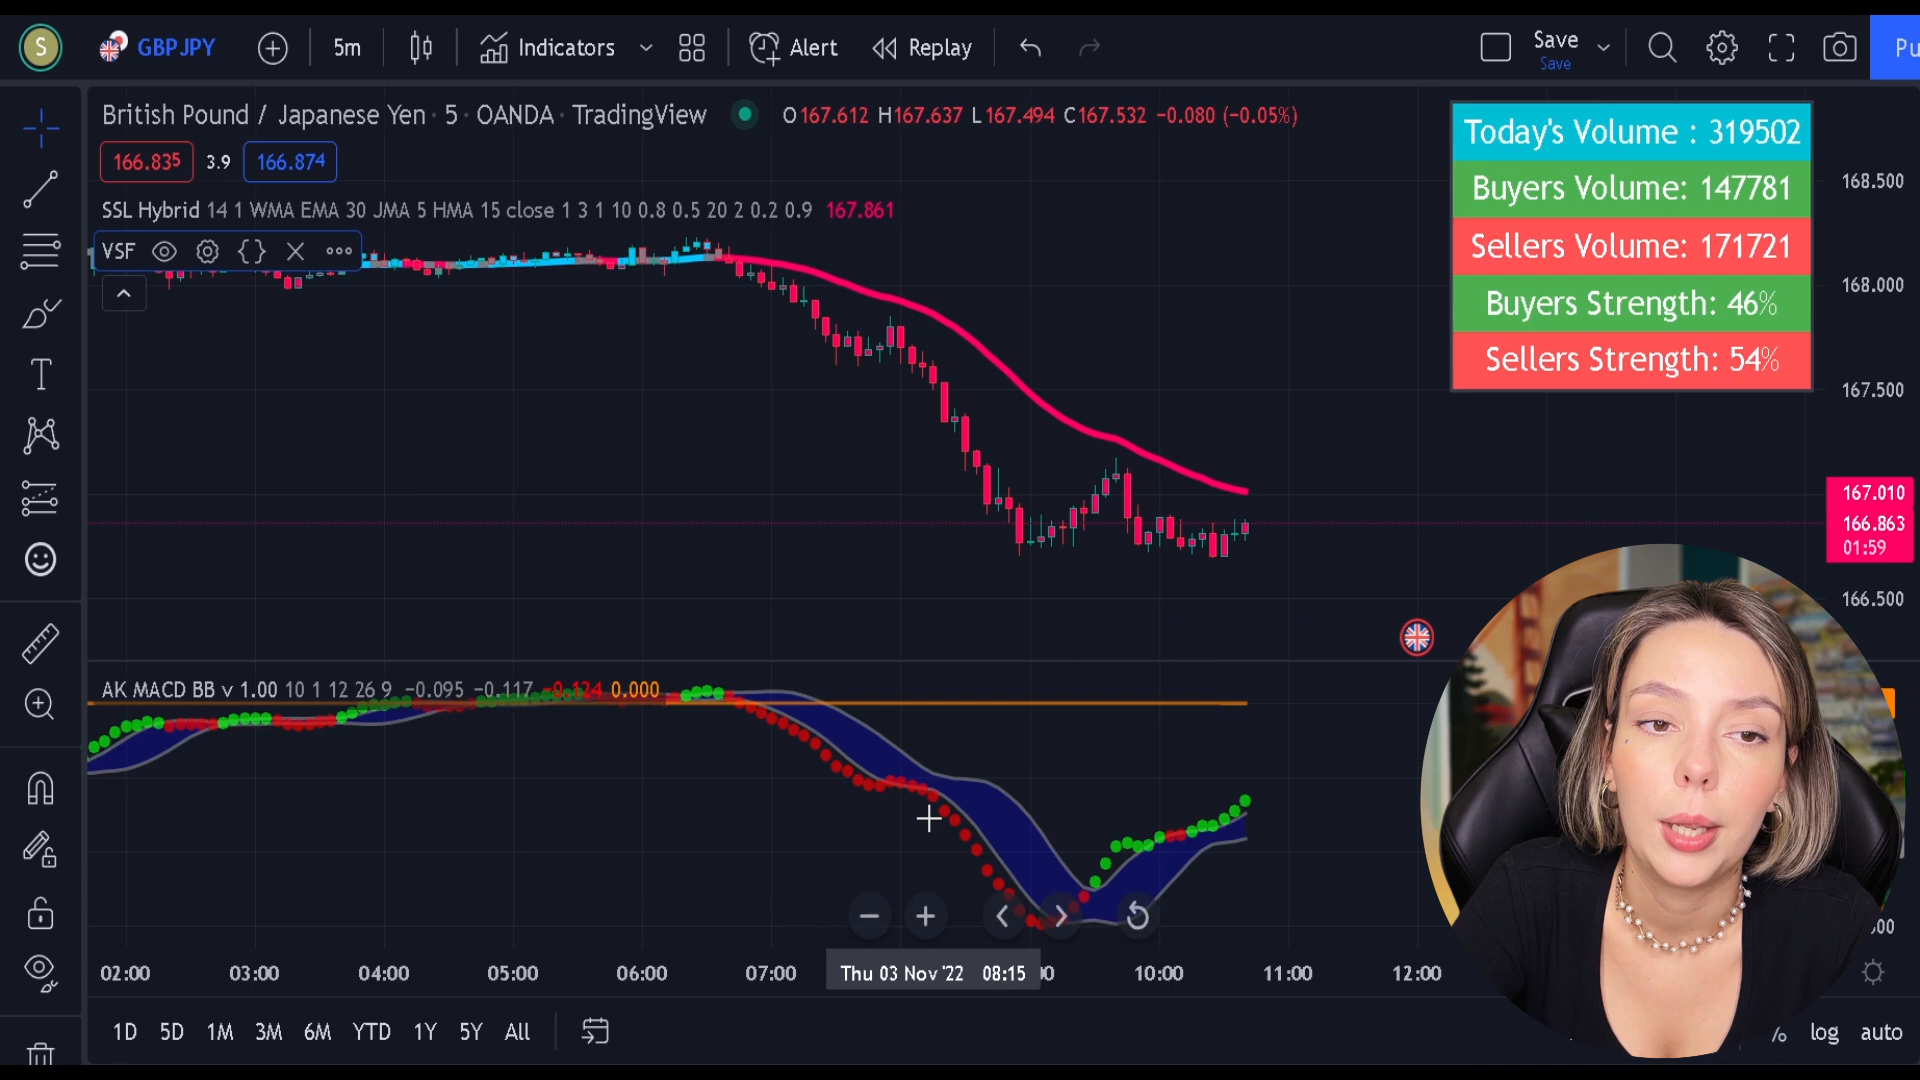 S GBPJPY 5m Indicators Alert Replay Save Pu
Save
British Pound / Japanese Yen · 5 · OANDA · TradingView O167.612 H167.637 L167.494 C167.532 −0.080 (−0.05%)
166.835 3.9 166.874
SSL Hybrid 14 1 WMA EMA 30 JMA 5 HMA 15 close 1 3 1 10 0.8 0.5 20 2 0.2 0.9 167.861
VSF
Today's Volume : 319502
Buyers Volume: 147781
Sellers Volume: 171721
Buyers Strength: 46%
Sellers Strength: 54%
168.500
168.000
167.500
167.010
166.863
01:59
166.500
AK MACD BB v 1.00 10 1 12 26 9 −0.095 −0.117 −0.124 0.000
02:00 03:00 04:00 05:00 06:00 07:00 Thu 03 Nov '22 08:15 10:00 11:00 12:00
1D 5D 1M 3M 6M YTD 1Y 5Y All % log auto